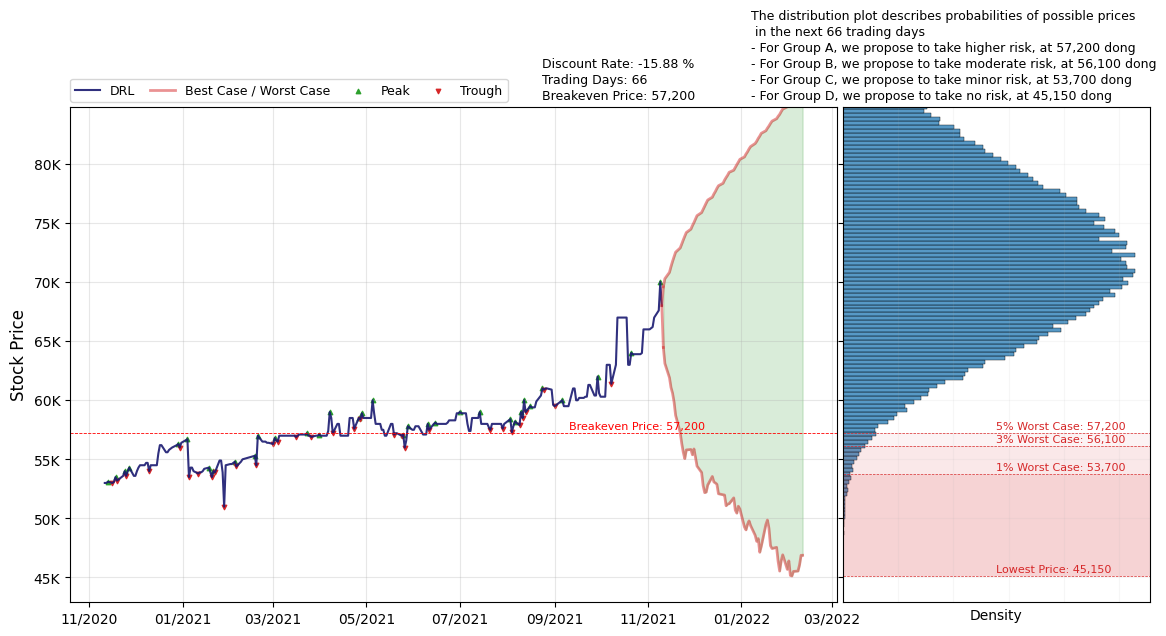 The distribution plot describes probabilities of possible prices
in the next 66 trading days
- For Group A, we propose to take higher risk, at 57,200 dong
- For Group B, we propose to take moderate risk, at 56,100 dong
- For Group C, we propose to take minor risk, at 53,700 dong
- For Group D, we propose to take no risk, at 45,150 dong
Discount Rate: -15.88 %
Trading Days: 66
Breakeven Price: 57,200
DRL
Best Case / Worst Case
Peak
Trough
Stock Price
80K
75K
70K
65K
60K
55K
50K
45K
Breakeven Price: 57,200
5% Worst Case: 57,200
3% Worst Case: 56,100
1% Worst Case: 53,700
Lowest Price: 45,150
11/2020
01/2021
03/2021
05/2021
07/2021
09/2021
11/2021
01/2022
03/2022
Density